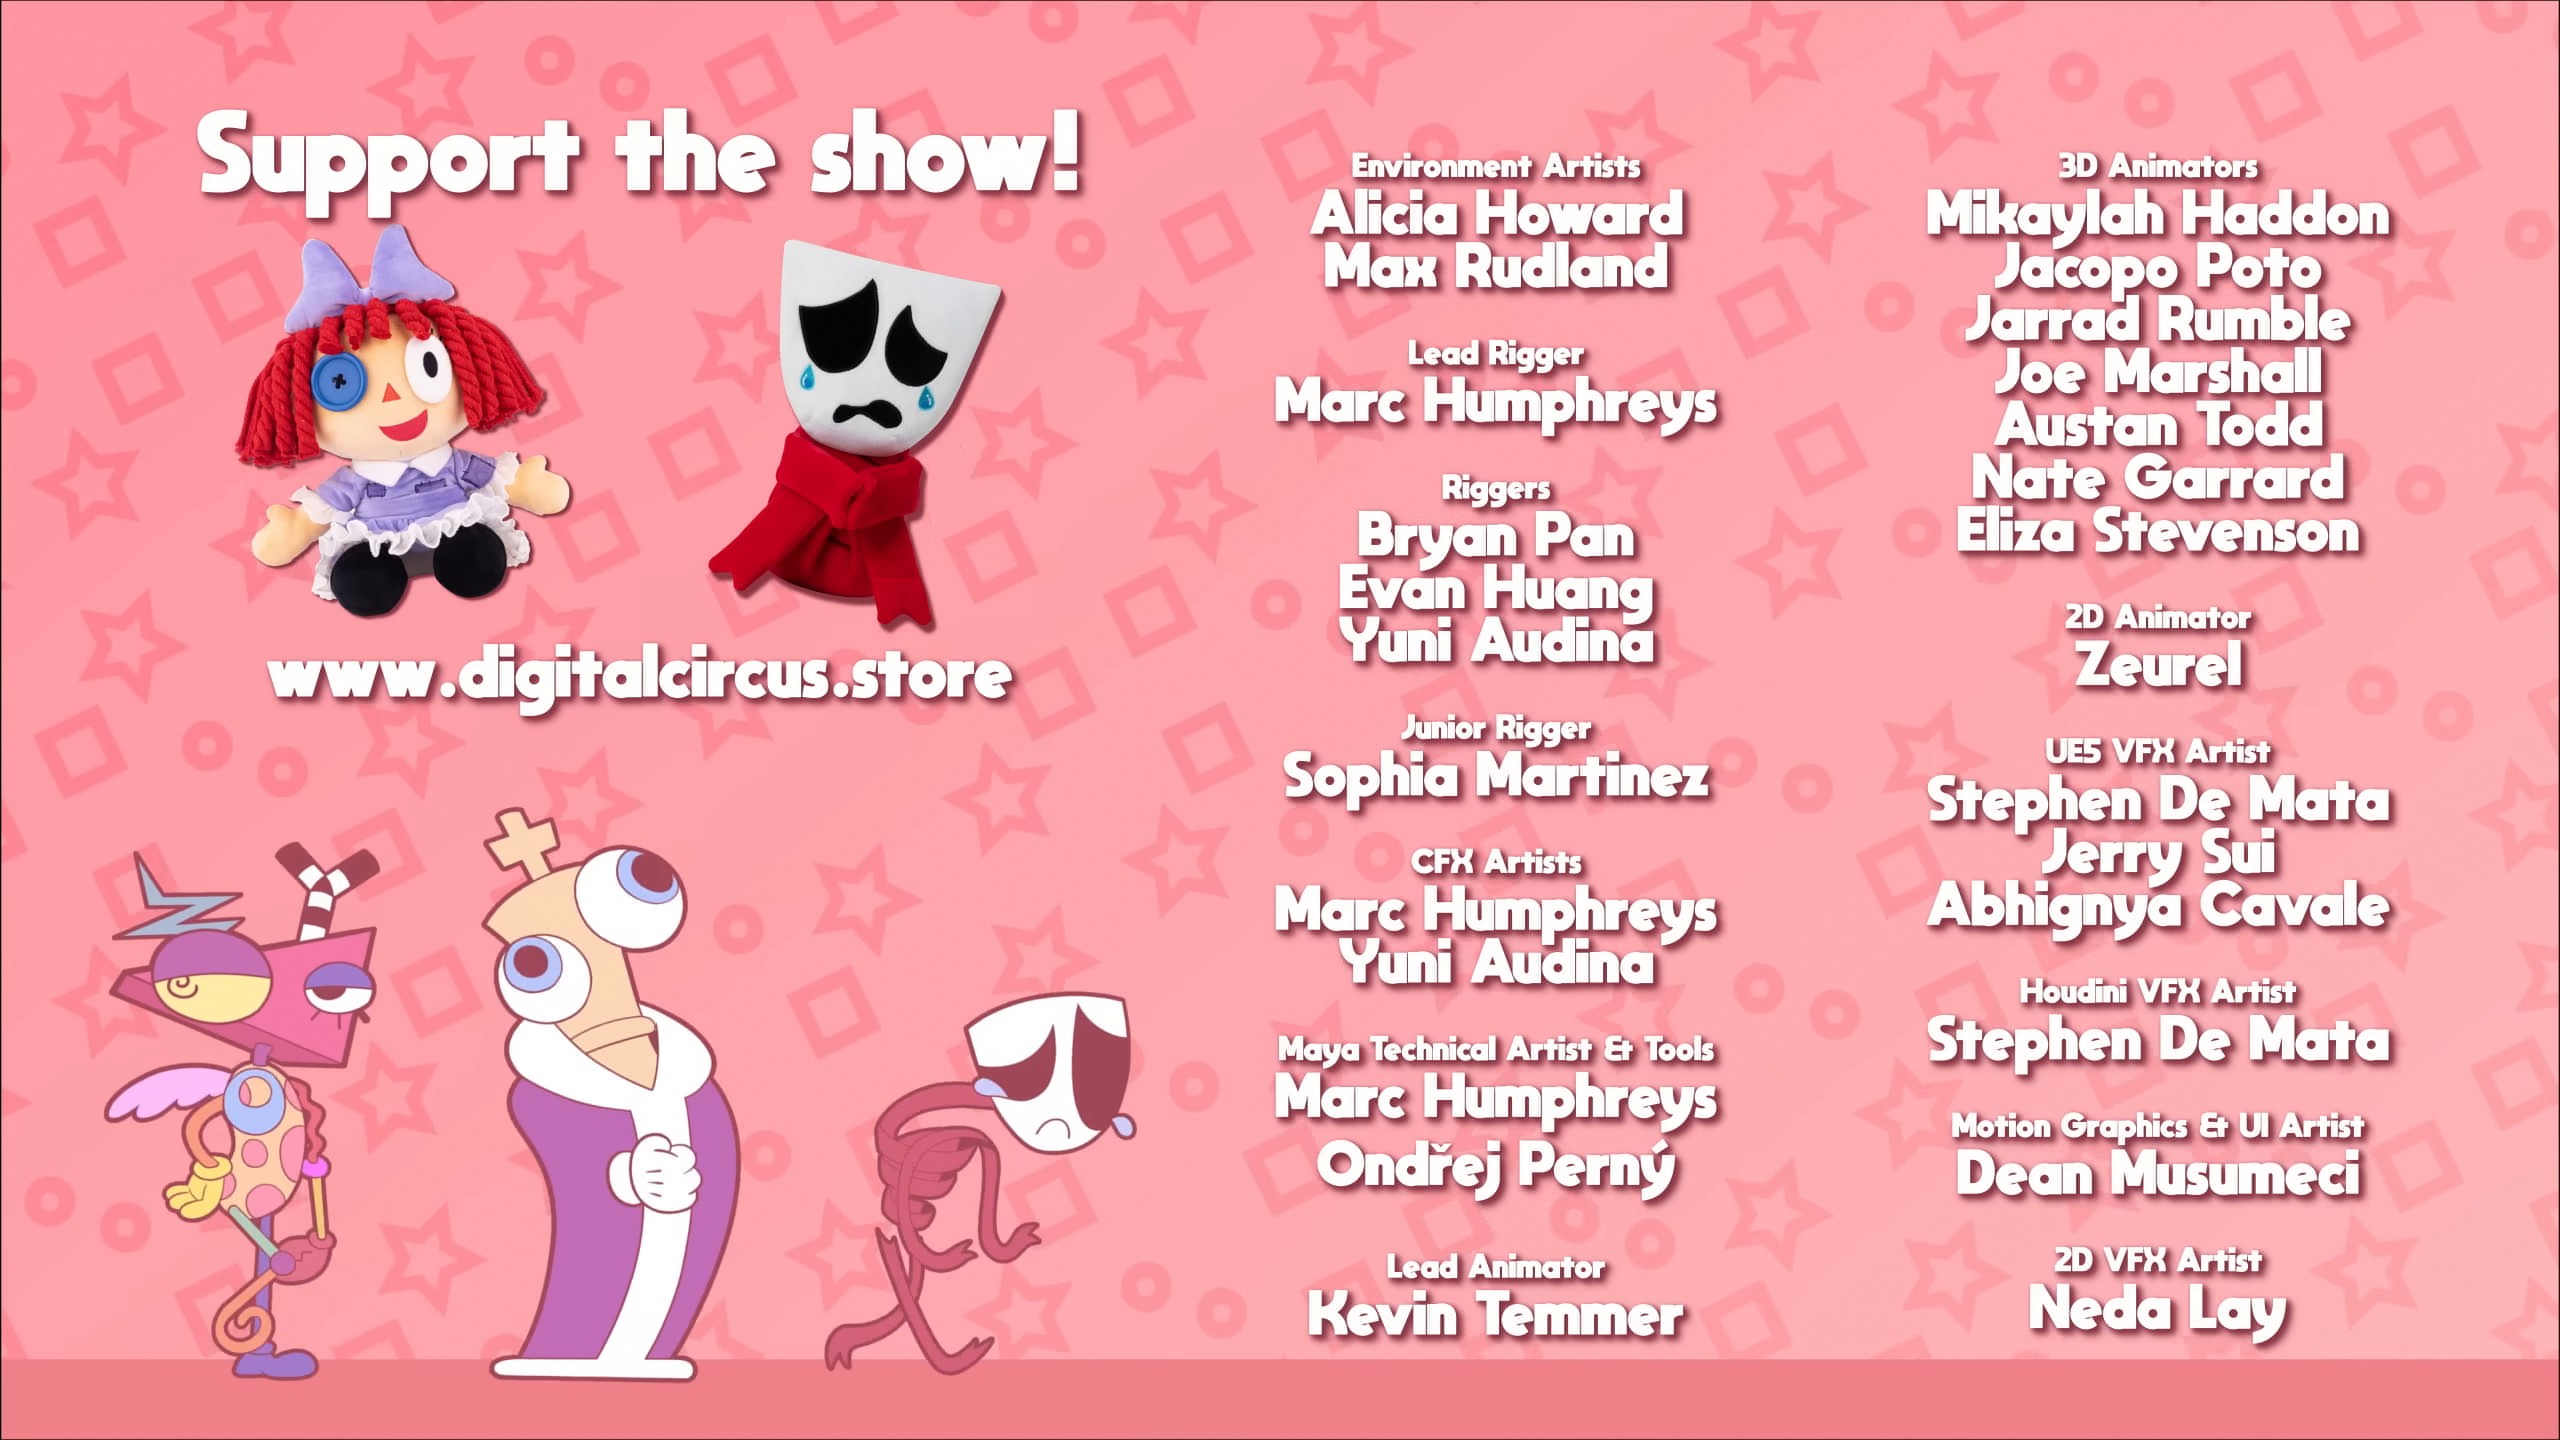 Support the show!
www.digitalcircus.store
Environment Artists
Alicia Howard
Max Rudland
Lead Rigger
Marc Humphreys
Riggers
Bryan Pan
Evan Huang
Yuni Audina
Junior Rigger
Sophia Martinez
CFX Artists
Marc Humphreys
Yuni Audina
Maya Technical Artist & Tools
Marc Humphreys
Ondřej Perný
Lead Animator
Kevin Temmer
3D Animators
Mikaylah Haddon
Jacopo Poto
Jarrad Rumble
Joe Marshall
Austan Todd
Nate Garrard
Eliza Stevenson
2D Animator
Zeurel
UE5 VFX Artist
Stephen De Mata
Jerry Sui
Abhignya Cavale
Houdini VFX Artist
Stephen De Mata
Motion Graphics & UI Artist
Dean Musumeci
2D VFX Artist
Neda Lay